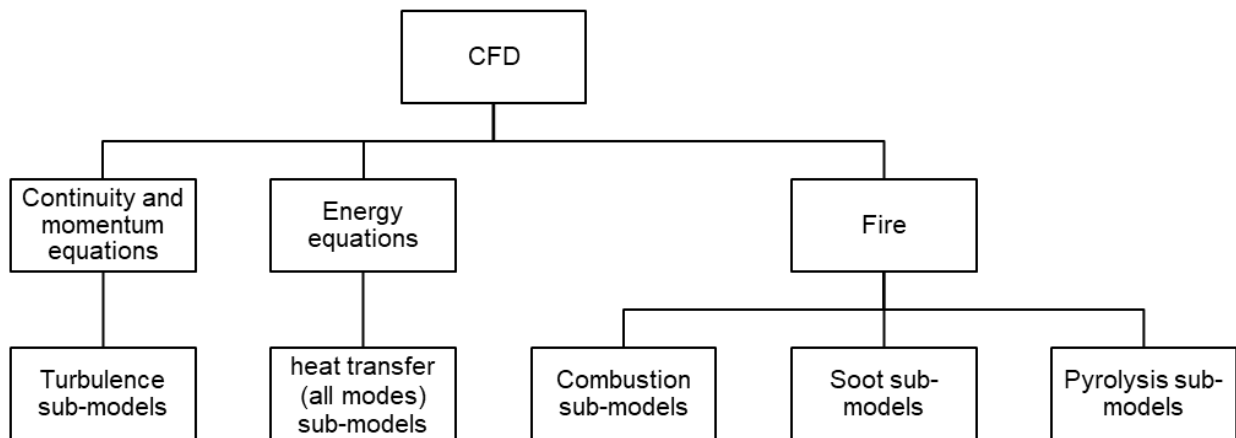 CFD
Continuity and
momentum
equations
Energy
equations
Fire
Turbulence
sub-models
heat transfer
(all modes)
sub-models
Combustion
sub-models
Soot sub-
models
Pyrolysis sub-
models